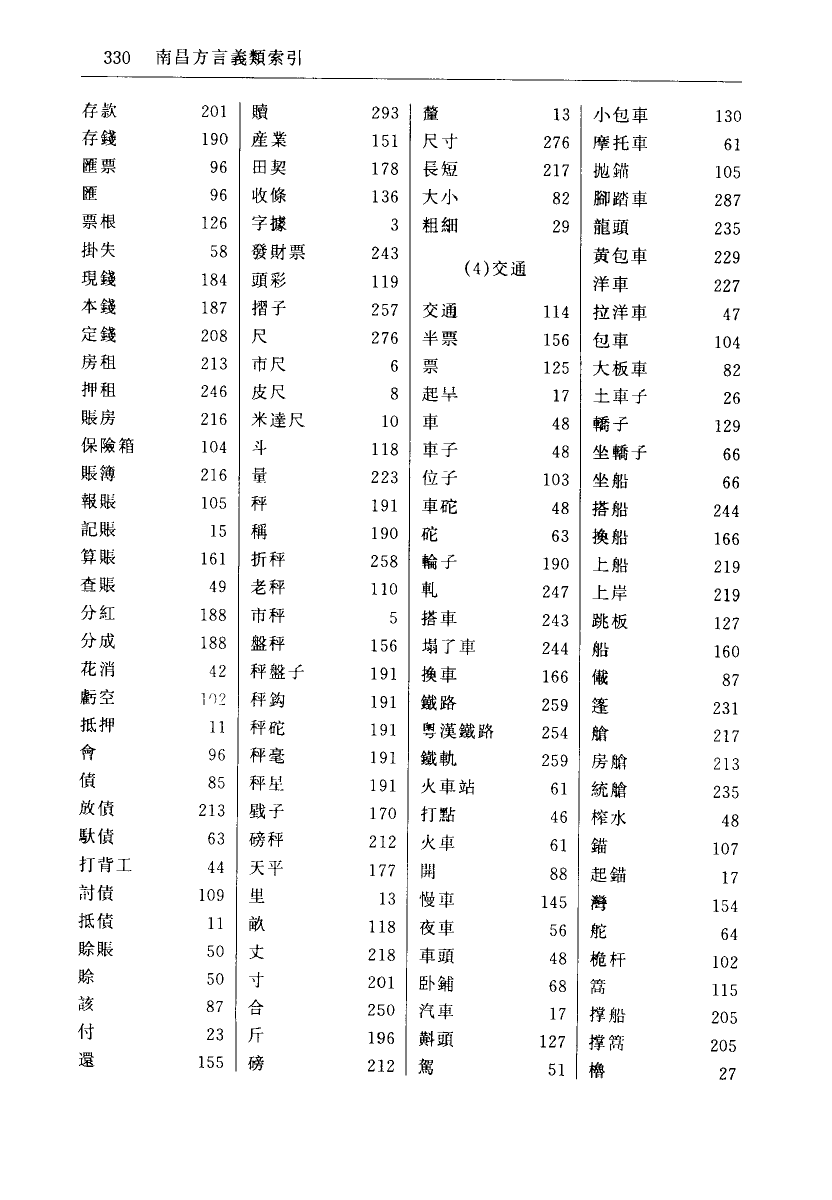 330 南昌方言義類索引
存款 201
存錢 190
匯票 96
匯 96
票根 126
掛失 58
現錢 184
本錢 187
定錢 208
房租 213
押租 246
賬房 216
保險箱 104
賬簿 216
報賬 105
記賬 15
算賬 161
查賬 49
分紅 188
分成 188
花消 42
虧空 102
抵押 11
會 96
債 85
放債 213
馱債 63
打背工 44
討債 109
抵債 11
賒賬 50
賒 50
該 87
付 23
還 155
贖 293
産業 151
田契 178
收條 136
字據 3
發財票 243
頭彩 119
摺子 257
尺 276
市尺 6
皮尺 8
米達尺 10
斗 118
量 223
秤 191
稱 190
折秤 258
老秤 110
市秤 5
盤秤 156
秤盤子 191
秤鈎 191
秤砣 191
秤毫 191
秤星 191
戥子 170
磅秤 212
天平 177
里 13
畝 118
丈 218
寸 201
合 250
斤 196
磅 212
釐 13
尺寸 276
長短 217
大小 82
粗細 29
(4)交通
交通 114
半票 156
票 125
起旱 17
車 48
車子 48
位子 103
車砣 48
砣 63
輪子 190
軋 247
搭車 243
塌了車 244
換車 166
鐵路 259
粤漢鐵路 254
鐵軌 259
火車站 61
打點 46
火車 61
開 88
慢車 145
夜車 56
車頭 48
卧鋪 68
汽車 17
斢頭 127
駕 51
小包車 130
摩托車 61
抛錨 105
腳踏車 287
龍頭 235
黄包車 229
洋車 227
拉洋車 47
包車 104
大板車 82
土車子 26
轎子 129
坐轎子 66
坐船 66
搭船 244
換船 166
上船 219
上岸 219
跳板 127
船 160
儎 87
篷 231
艙 217
房艙 213
統艙 235
榨水 48
錨 107
起錨 17
灣 154
舵 64
桅杆 102
篙 115
撑船 205
撑篙 205
櫓 27